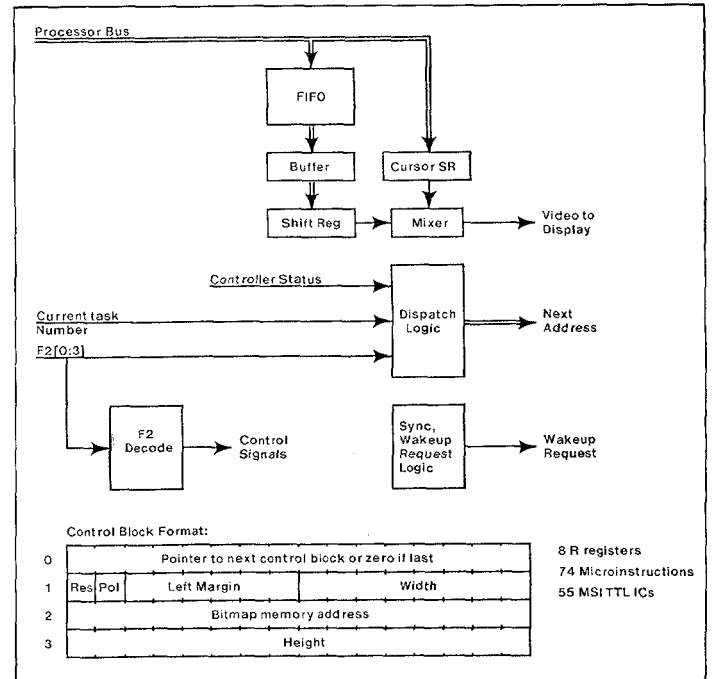 Processor Bus
FIFO
Buffer
Cursor SR
Shift Reg
Mixer
Video to
Display
Controller Status
Current task
Number
F2[0:3]
Dispatch
Logic
Next
Address
F2
Decode
Control
Signals
Sync,
Wakeup
Request
Logic
Wakeup
Request
Control Block Format:
0 Pointer to next control block or zero if last
1 Res Pol Left Margin Width
2 Bitmap memory address
3 Height
8 R registers
74 Microinstructions
55 MSI TTL ICs